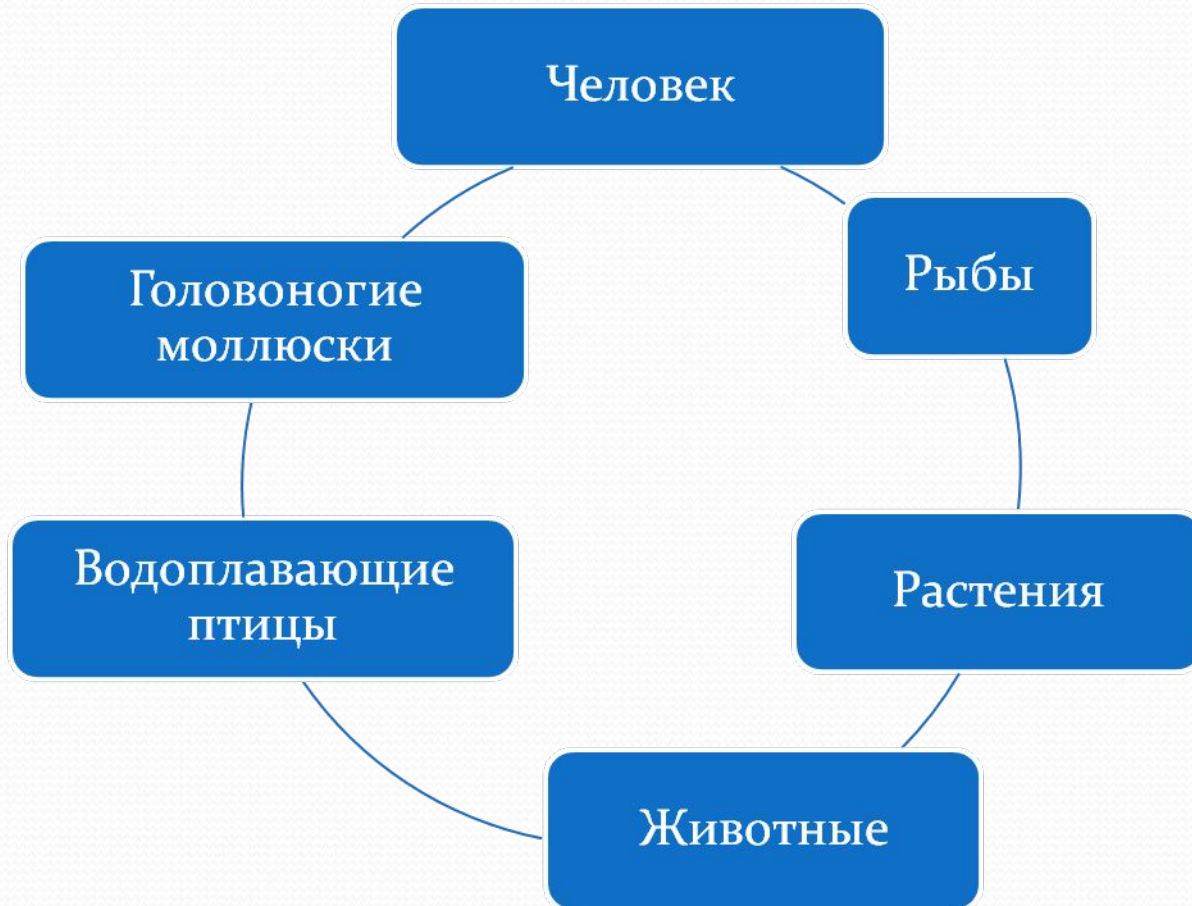 Человек
Рыбы
Головоногие
моллюски
Водоплавающие
птицы
Растения
Животные